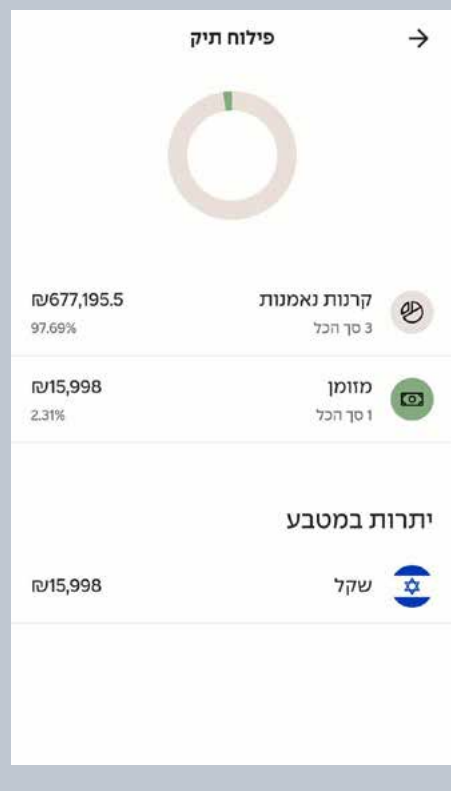 פילוח תיק
קרנות נאמנות ₪677,195.5
3 סך הכל 97.69%
מזומן ₪15,998
1 סך הכל 2.31%
יתרות במטבע
שקל ₪15,998